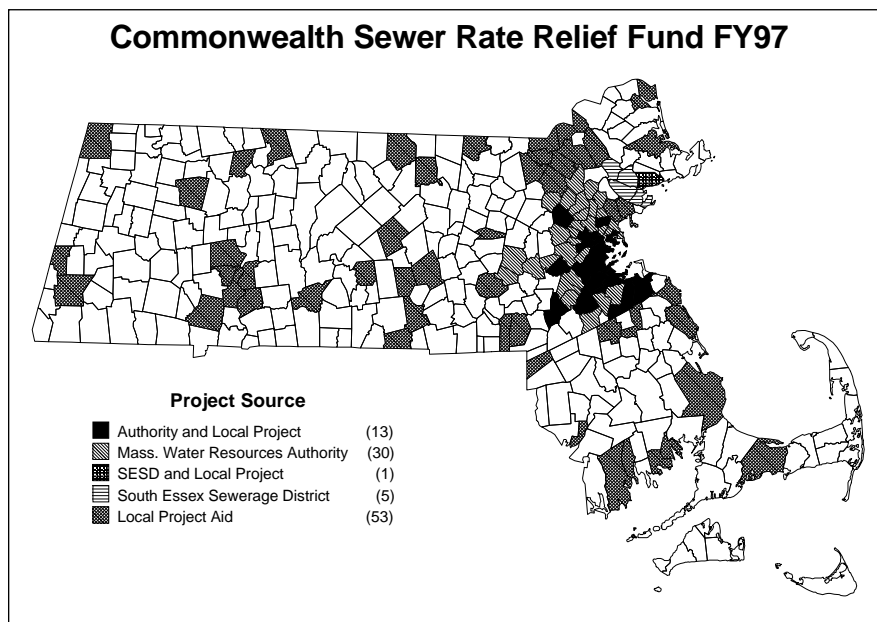 Commonwealth Sewer Rate Relief Fund FY97
Project Source
Authority and Local Project (13)
Mass. Water Resources Authority (30)
SESD and Local Project (1)
South Essex Sewerage District (5)
Local Project Aid (53)